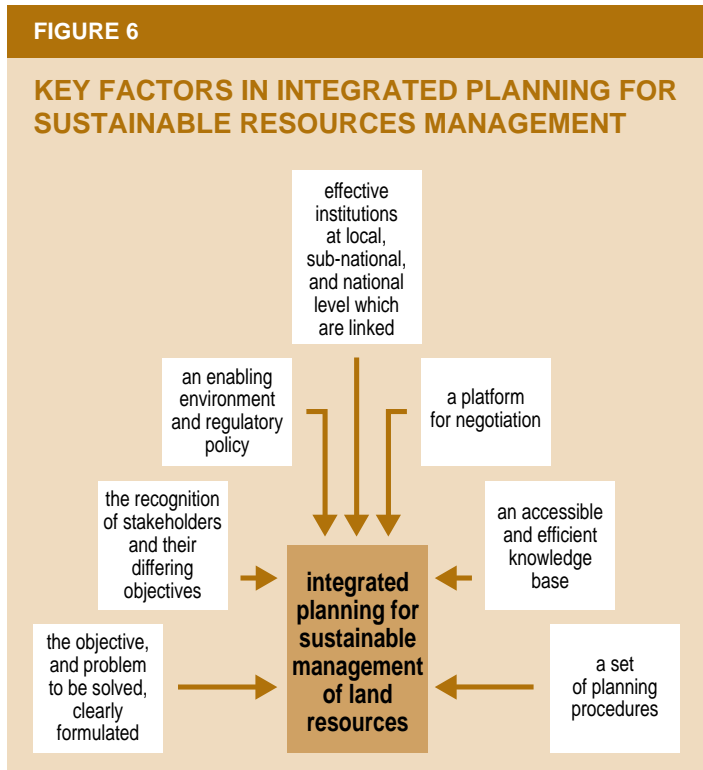 FIGURE 6
KEY FACTORS IN INTEGRATED PLANNING FOR
SUSTAINABLE RESOURCES MANAGEMENT
effective
institutions
at local,
sub-national,
and national
level which
are linked
an enabling
environment
and regulatory
policy
a platform
for negotiation
the recognition
of stakeholders
and their
differing
objectives
an accessible
and efficient
knowledge
base
integrated
planning for
sustainable
management
of land
resources
the objective,
and problem
to be solved,
clearly
formulated
a set
of planning
procedures